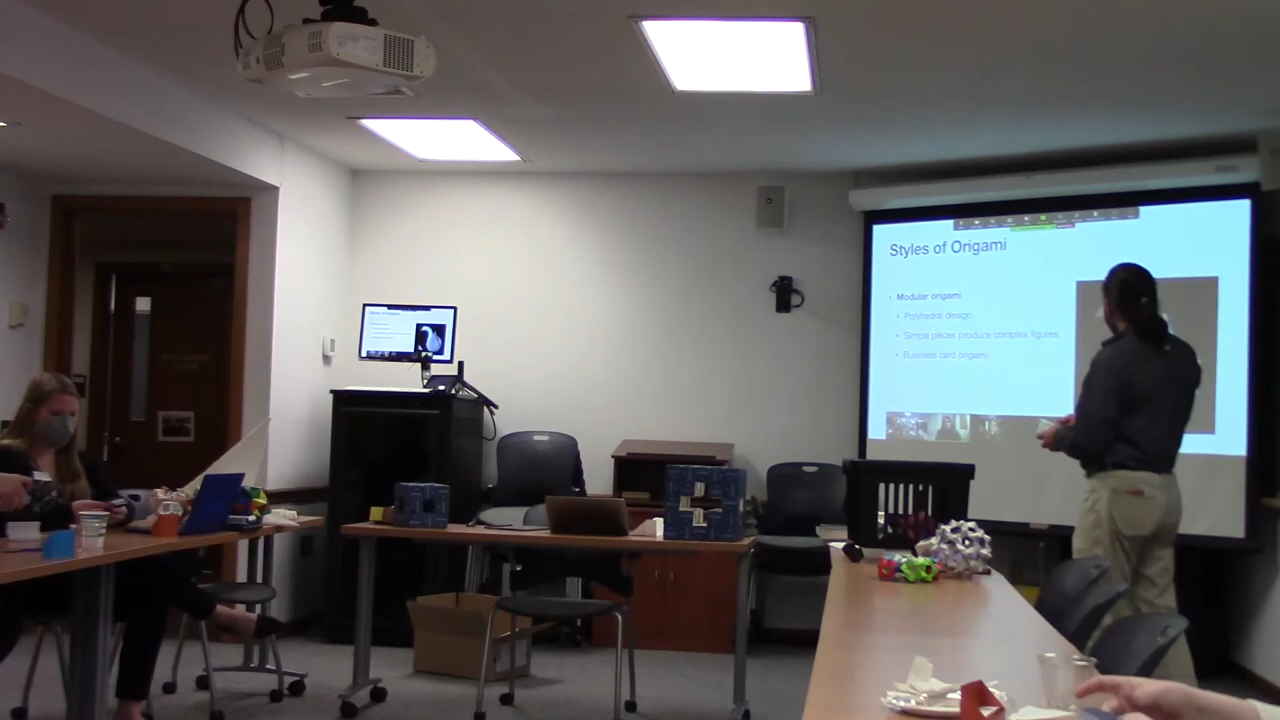 Styles of Origami
Modular origami
Polyhedral design
Simple pieces produce complex figures
Business card origami